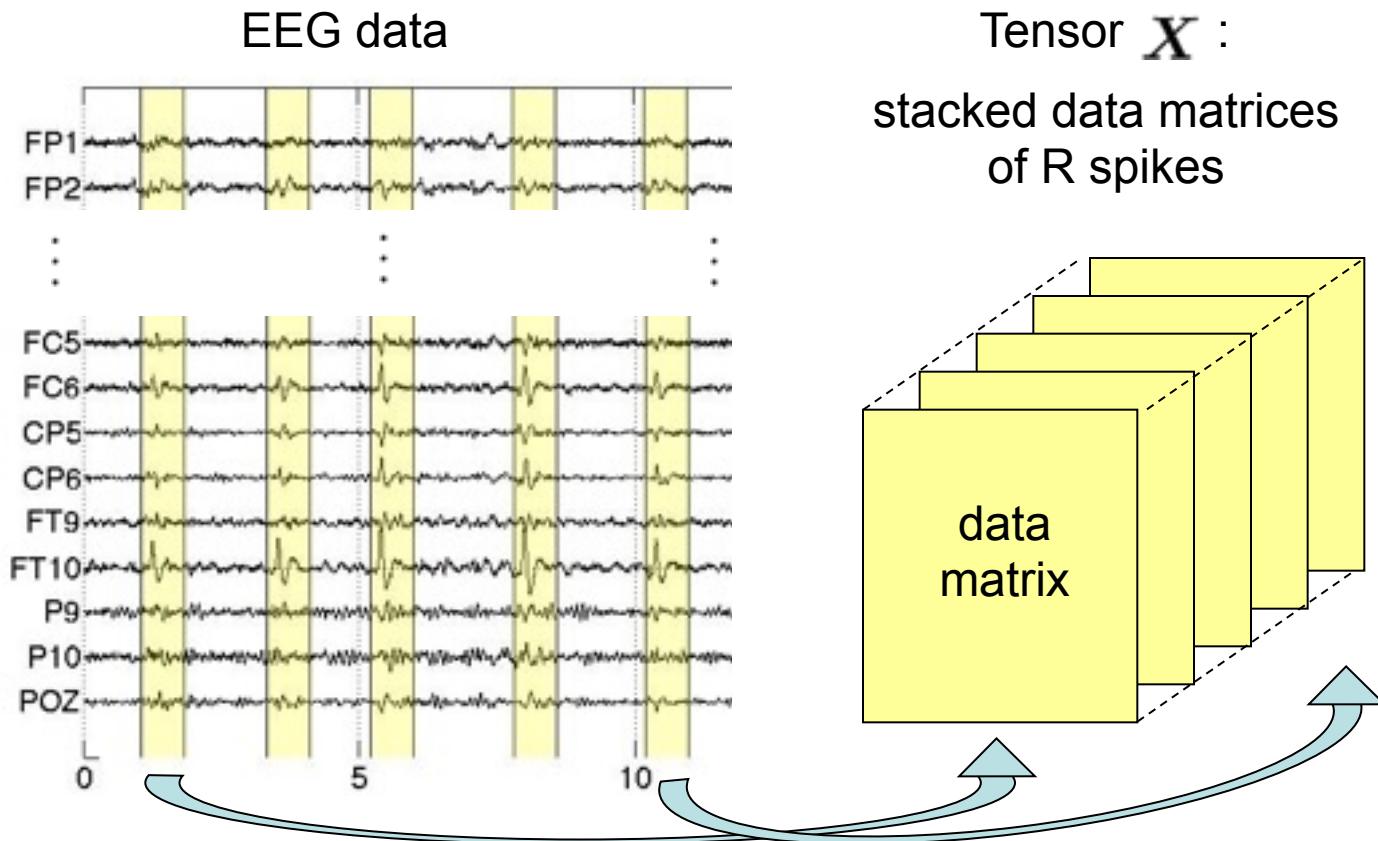 EEG data
Tensor X :
stacked data matrices
of R spikes
FP1
FP2
FC5
FC6
CP5
CP6
FT9
FT10
P9
P10
POZ
0 5 10
data
matrix